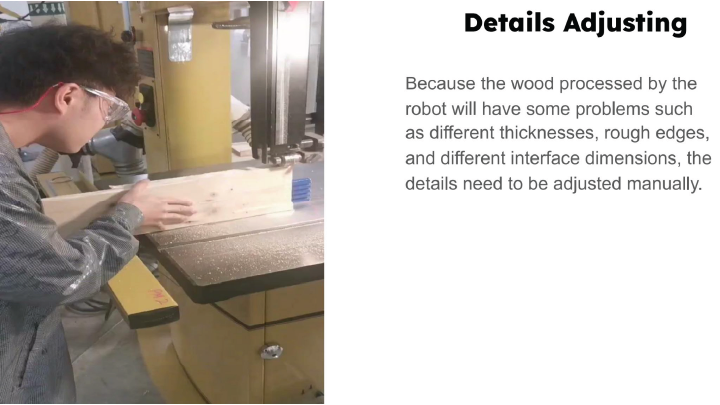 Details Adjusting
Because the wood processed by the
robot will have some problems such
as different thicknesses, rough edges,
and different interface dimensions, the
details need to be adjusted manually.